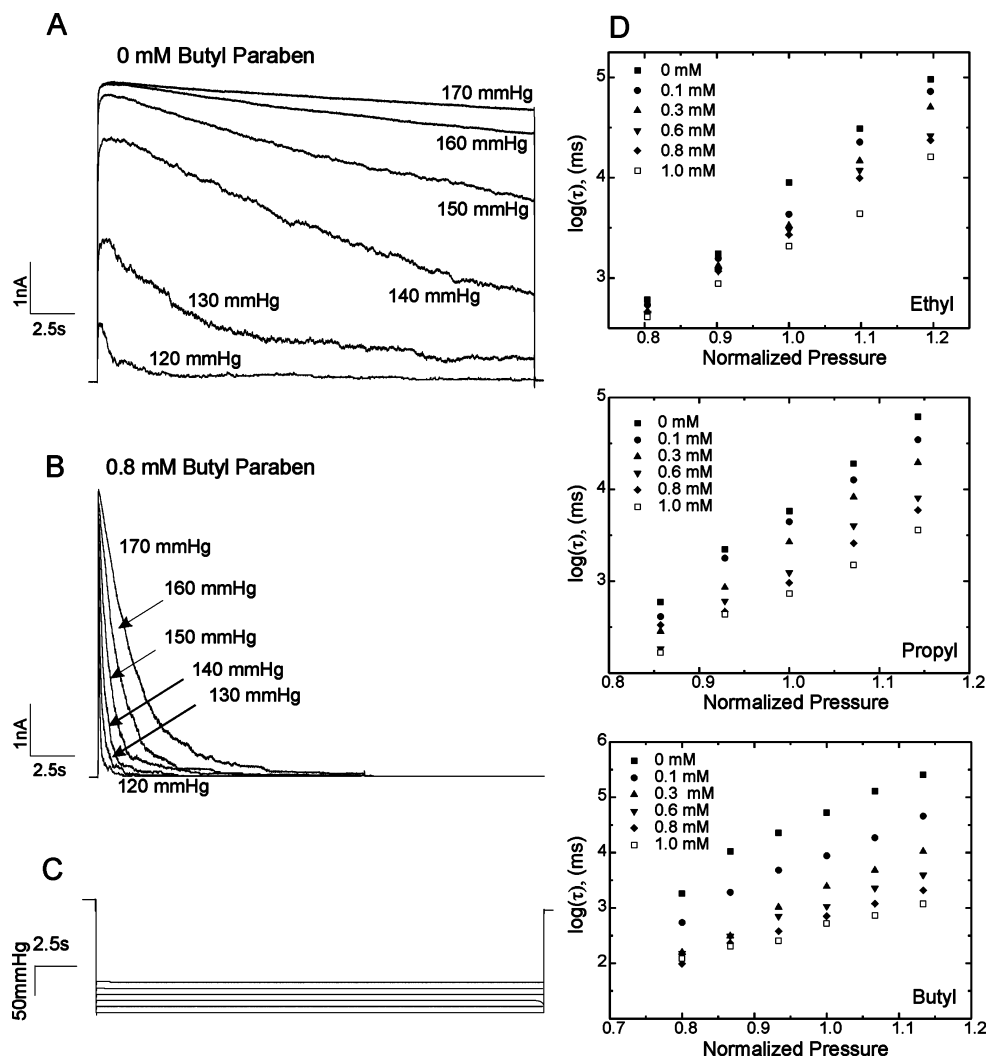 A
0 mM Butyl Paraben
170 mmHg
160 mmHg
150 mmHg
140 mmHg
130 mmHg
120 mmHg
1nA
2.5s
B
0.8 mM Butyl Paraben
170 mmHg
160 mmHg
150 mmHg
140 mmHg
130 mmHg
120 mmHg
1nA
2.5s
C
2.5s
50mmHg
D
5
4
3
log(τ), (ms)
0 mM
0.1 mM
0.3 mM
0.6 mM
0.8 mM
1.0 mM
Ethyl
0.8 0.9 1.0 1.1 1.2
Normalized Pressure
5
4
3
log(τ), (ms)
0 mM
0.1 mM
0.3 mM
0.6 mM
0.8 mM
1.0 mM
Propyl
0.8 0.9 1.0 1.1 1.2
Normalized Pressure
6
5
4
3
2
1
log(τ), (ms)
0 mM
0.1 mM
0.3 mM
0.6 mM
0.8 mM
1.0 mM
Butyl
0.7 0.8 0.9 1.0 1.1 1.2
Normalized Pressure